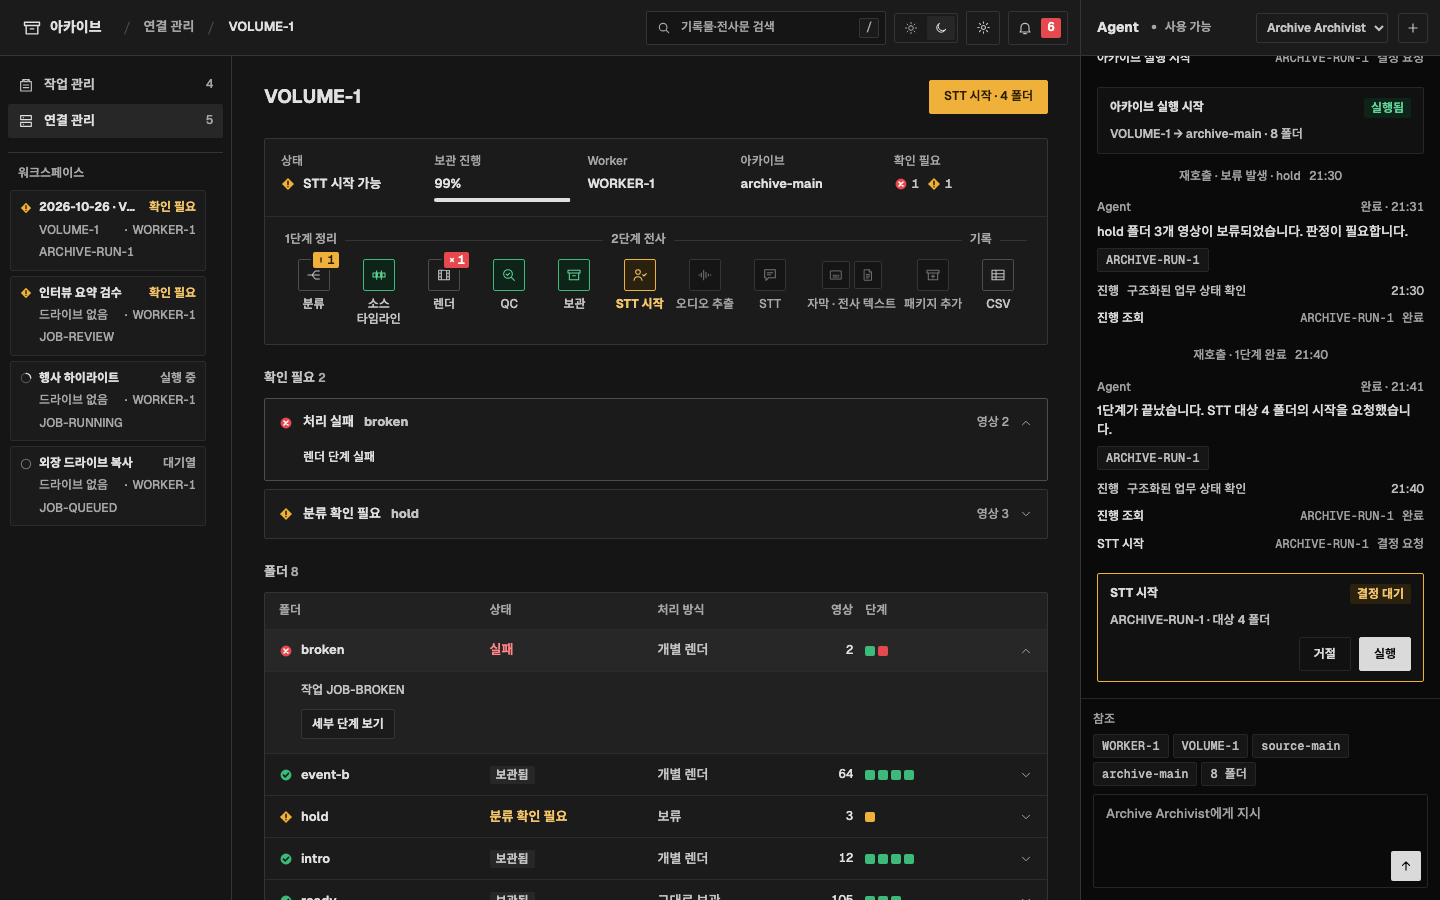 아카이브 / 연결 관리 / VOLUME-1
기록물·전사문 검색 /
6
Agent • 사용 가능
Archive Archivist
작업 관리 4
연결 관리 5
워크스페이스
2026-10-26 · V... 확인 필요
VOLUME-1 · WORKER-1
ARCHIVE-RUN-1
인터뷰 요약 검수 확인 필요
드라이브 없음 · WORKER-1
JOB-REVIEW
행사 하이라이트 실행 중
드라이브 없음 · WORKER-1
JOB-RUNNING
외장 드라이브 복사 대기열
드라이브 없음 · WORKER-1
JOB-QUEUED
VOLUME-1
STT 시작 · 4 폴더
상태
STT 시작 가능
보관 진행
99%
Worker
WORKER-1
아카이브
archive-main
확인 필요
1 1
1단계 정리
2단계 전사
기록
1
1
분류
소스
타임라인
렌더
QC
보관
STT 시작
오디오 추출
STT
자막·전사 텍스트
패키지 추가
CSV
확인 필요 2
처리 실패 broken 영상 2
렌더 단계 실패
분류 확인 필요 hold 영상 3
폴더 8
폴더 상태 처리 방식 영상 단계
broken 실패 개별 렌더 2
작업 JOB-BROKEN
세부 단계 보기
event-b 보관됨 개별 렌더 64
hold 분류 확인 필요 보류 3
intro 보관됨 개별 렌더 12
ready 보관됨 그대로 보관 105
아카이브 실행 시작 ARCHIVE-RUN-1 결정 요청
아카이브 실행 시작 실행됨
VOLUME-1 → archive-main · 8 폴더
재호출 · 보류 발생 · hold 21:30
Agent 완료 · 21:31
hold 폴더 3개 영상이 보류되었습니다. 판정이 필요합니다.
ARCHIVE-RUN-1
진행 구조화된 업무 상태 확인 21:30
진행 조회 ARCHIVE-RUN-1 완료
재호출 · 1단계 완료 21:40
Agent 완료 · 21:41
1단계가 끝났습니다. STT 대상 4 폴더의 시작을 요청했습니
다.
ARCHIVE-RUN-1
진행 구조화된 업무 상태 확인 21:40
진행 조회 ARCHIVE-RUN-1 완료
STT 시작 ARCHIVE-RUN-1 결정 요청
STT 시작 결정 대기
ARCHIVE-RUN-1 · 대상 4 폴더
거절 실행
참조
WORKER-1 VOLUME-1 source-main
archive-main 8 폴더
Archive Archivist에게 지시